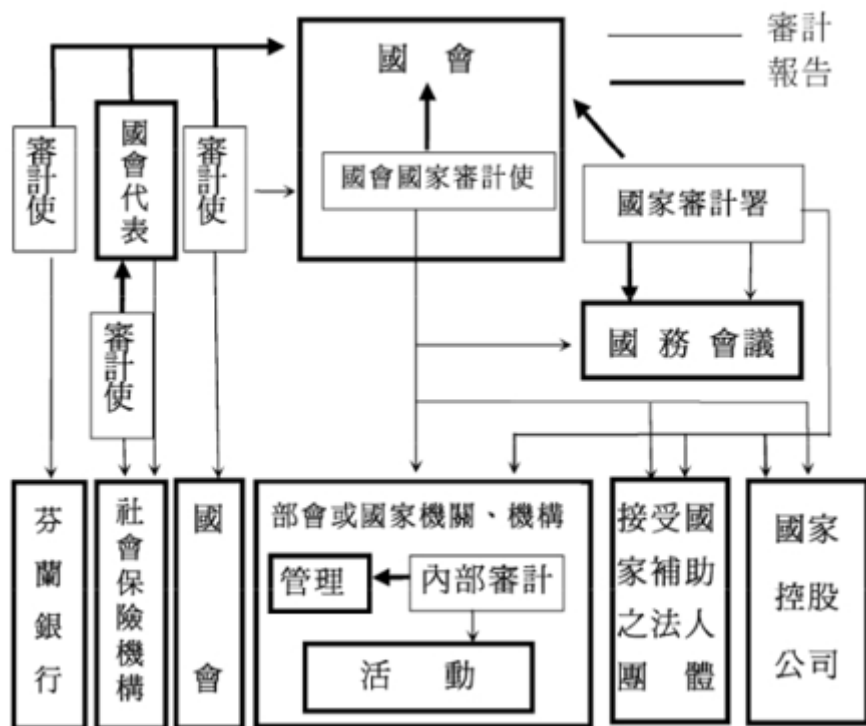 國會
審計
報告
審計使
國會代表
審計使
國會國家審計使
國家審計署
審計使
國務會議
芬蘭銀行
社會保險機構
國會
部會或國家機關、機構
管理
內部審計
活動
接受國
家補助
之法人
團體
國家
控股
公司